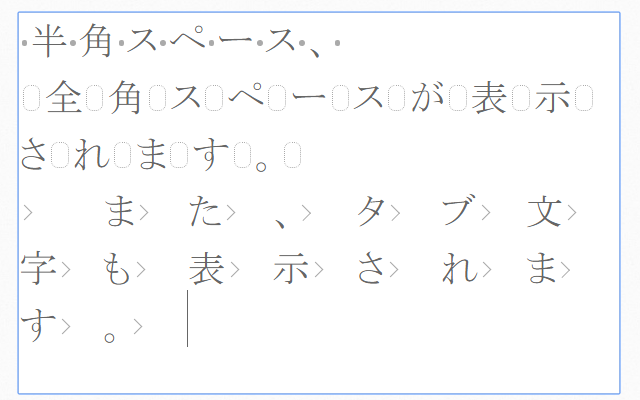 半 角 ス ペ ー ス 、
　全　角　ス　ペ　ー　ス　が　表　示　
さ　れ　ま　す　。　
	ま	た	、	タ	ブ	文	
字	も	表	示	さ	れ	ま	
す	。